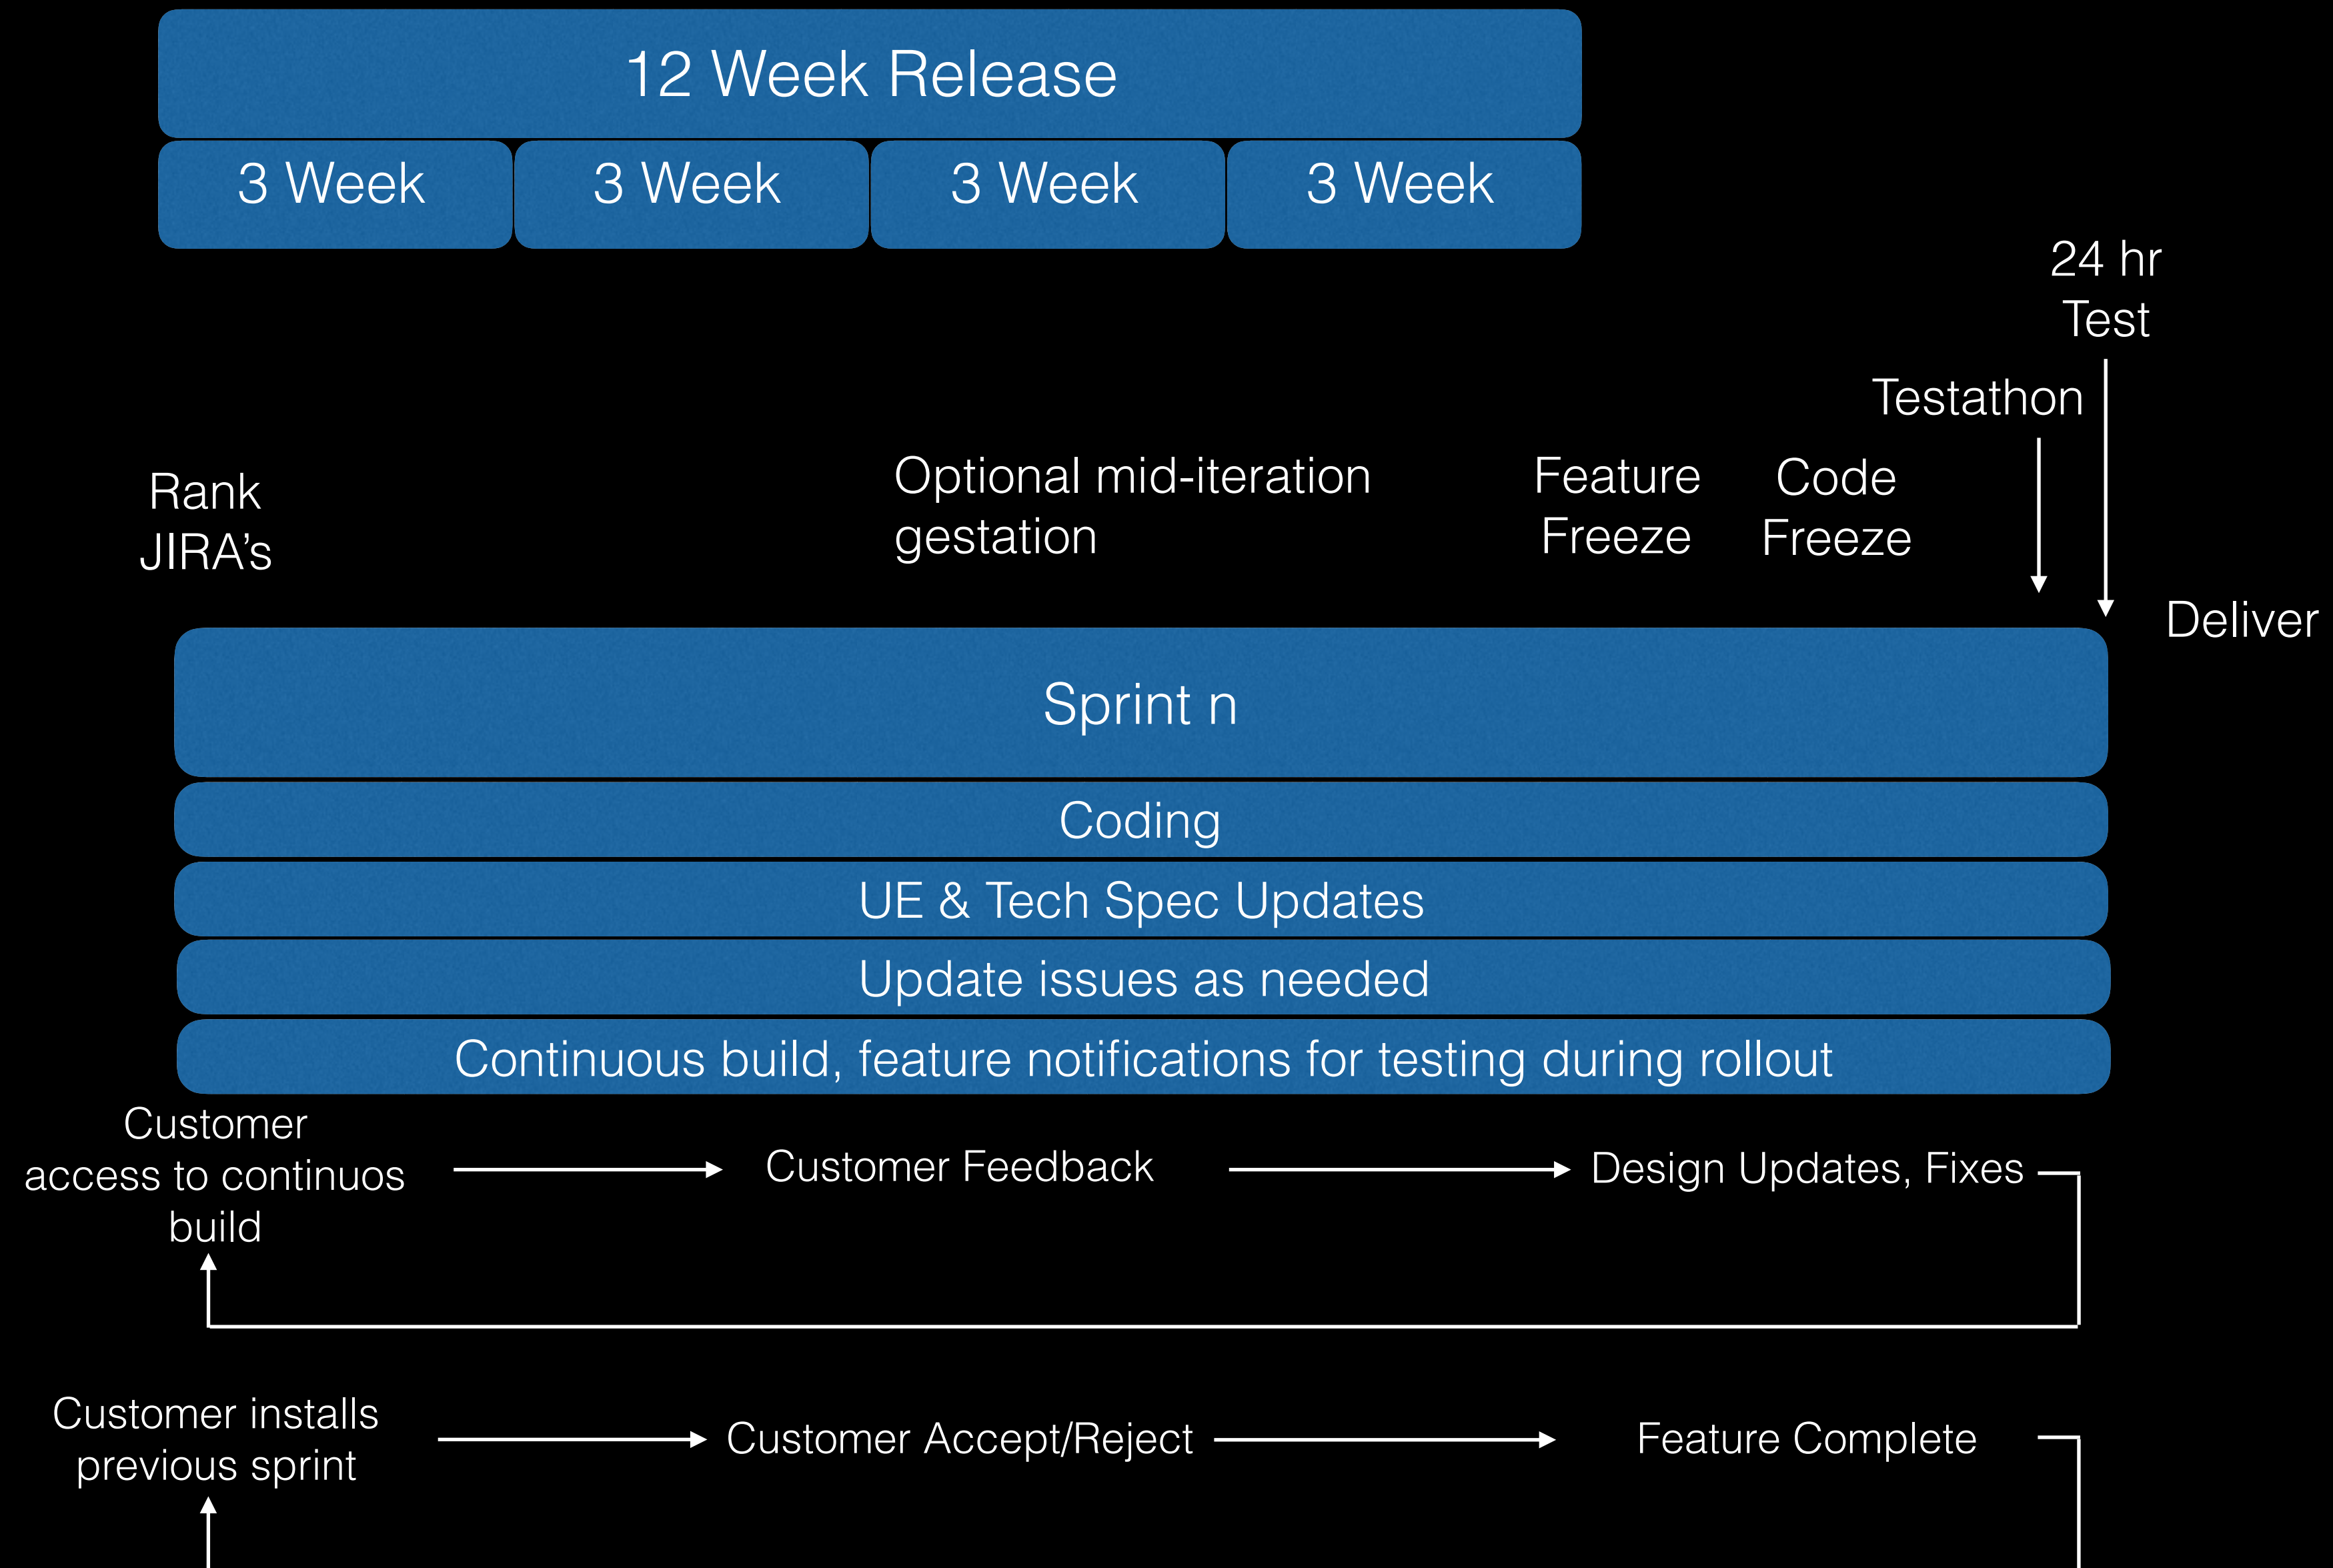 12 Week Release
3 Week
3 Week
3 Week
3 Week
24 hr
Test
Testathon
Rank
JIRA’s
Optional mid-iteration
gestation
Feature
Freeze
Code
Freeze
Deliver
Sprint n
Coding
UE & Tech Spec Updates
Update issues as needed
Continuous build, feature notifications for testing during rollout
Customer
access to continuos
build
Customer Feedback
Design Updates, Fixes
Customer installs
previous sprint
Customer Accept/Reject
Feature Complete